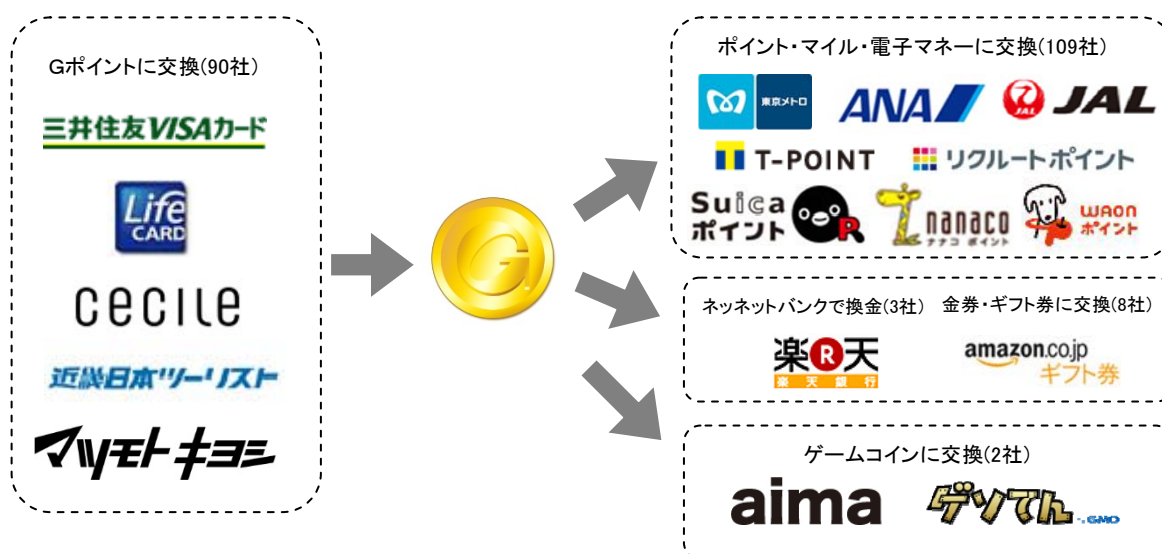 Gポイントに交換(90社)
三井住友VISAカード
Life
CARD
cecile
近畿日本ツーリスト
マツモトキヨシ
G
ポイント・マイル・電子マネーに交換(109社)
東京メトロ
ANA
JAL
JAL
T-POINT
リクルートポイント
Suica
ポイント
R
nanaco
ナナコ ポイント
WAON
ポイント
ネッネットバンクで換金(3社)
金券・ギフト券に交換(8社)
楽R天
楽天銀行
amazon.co.jp
ギフト券
ゲームコインに交換(2社)
aima
ゲソてん
by GMO